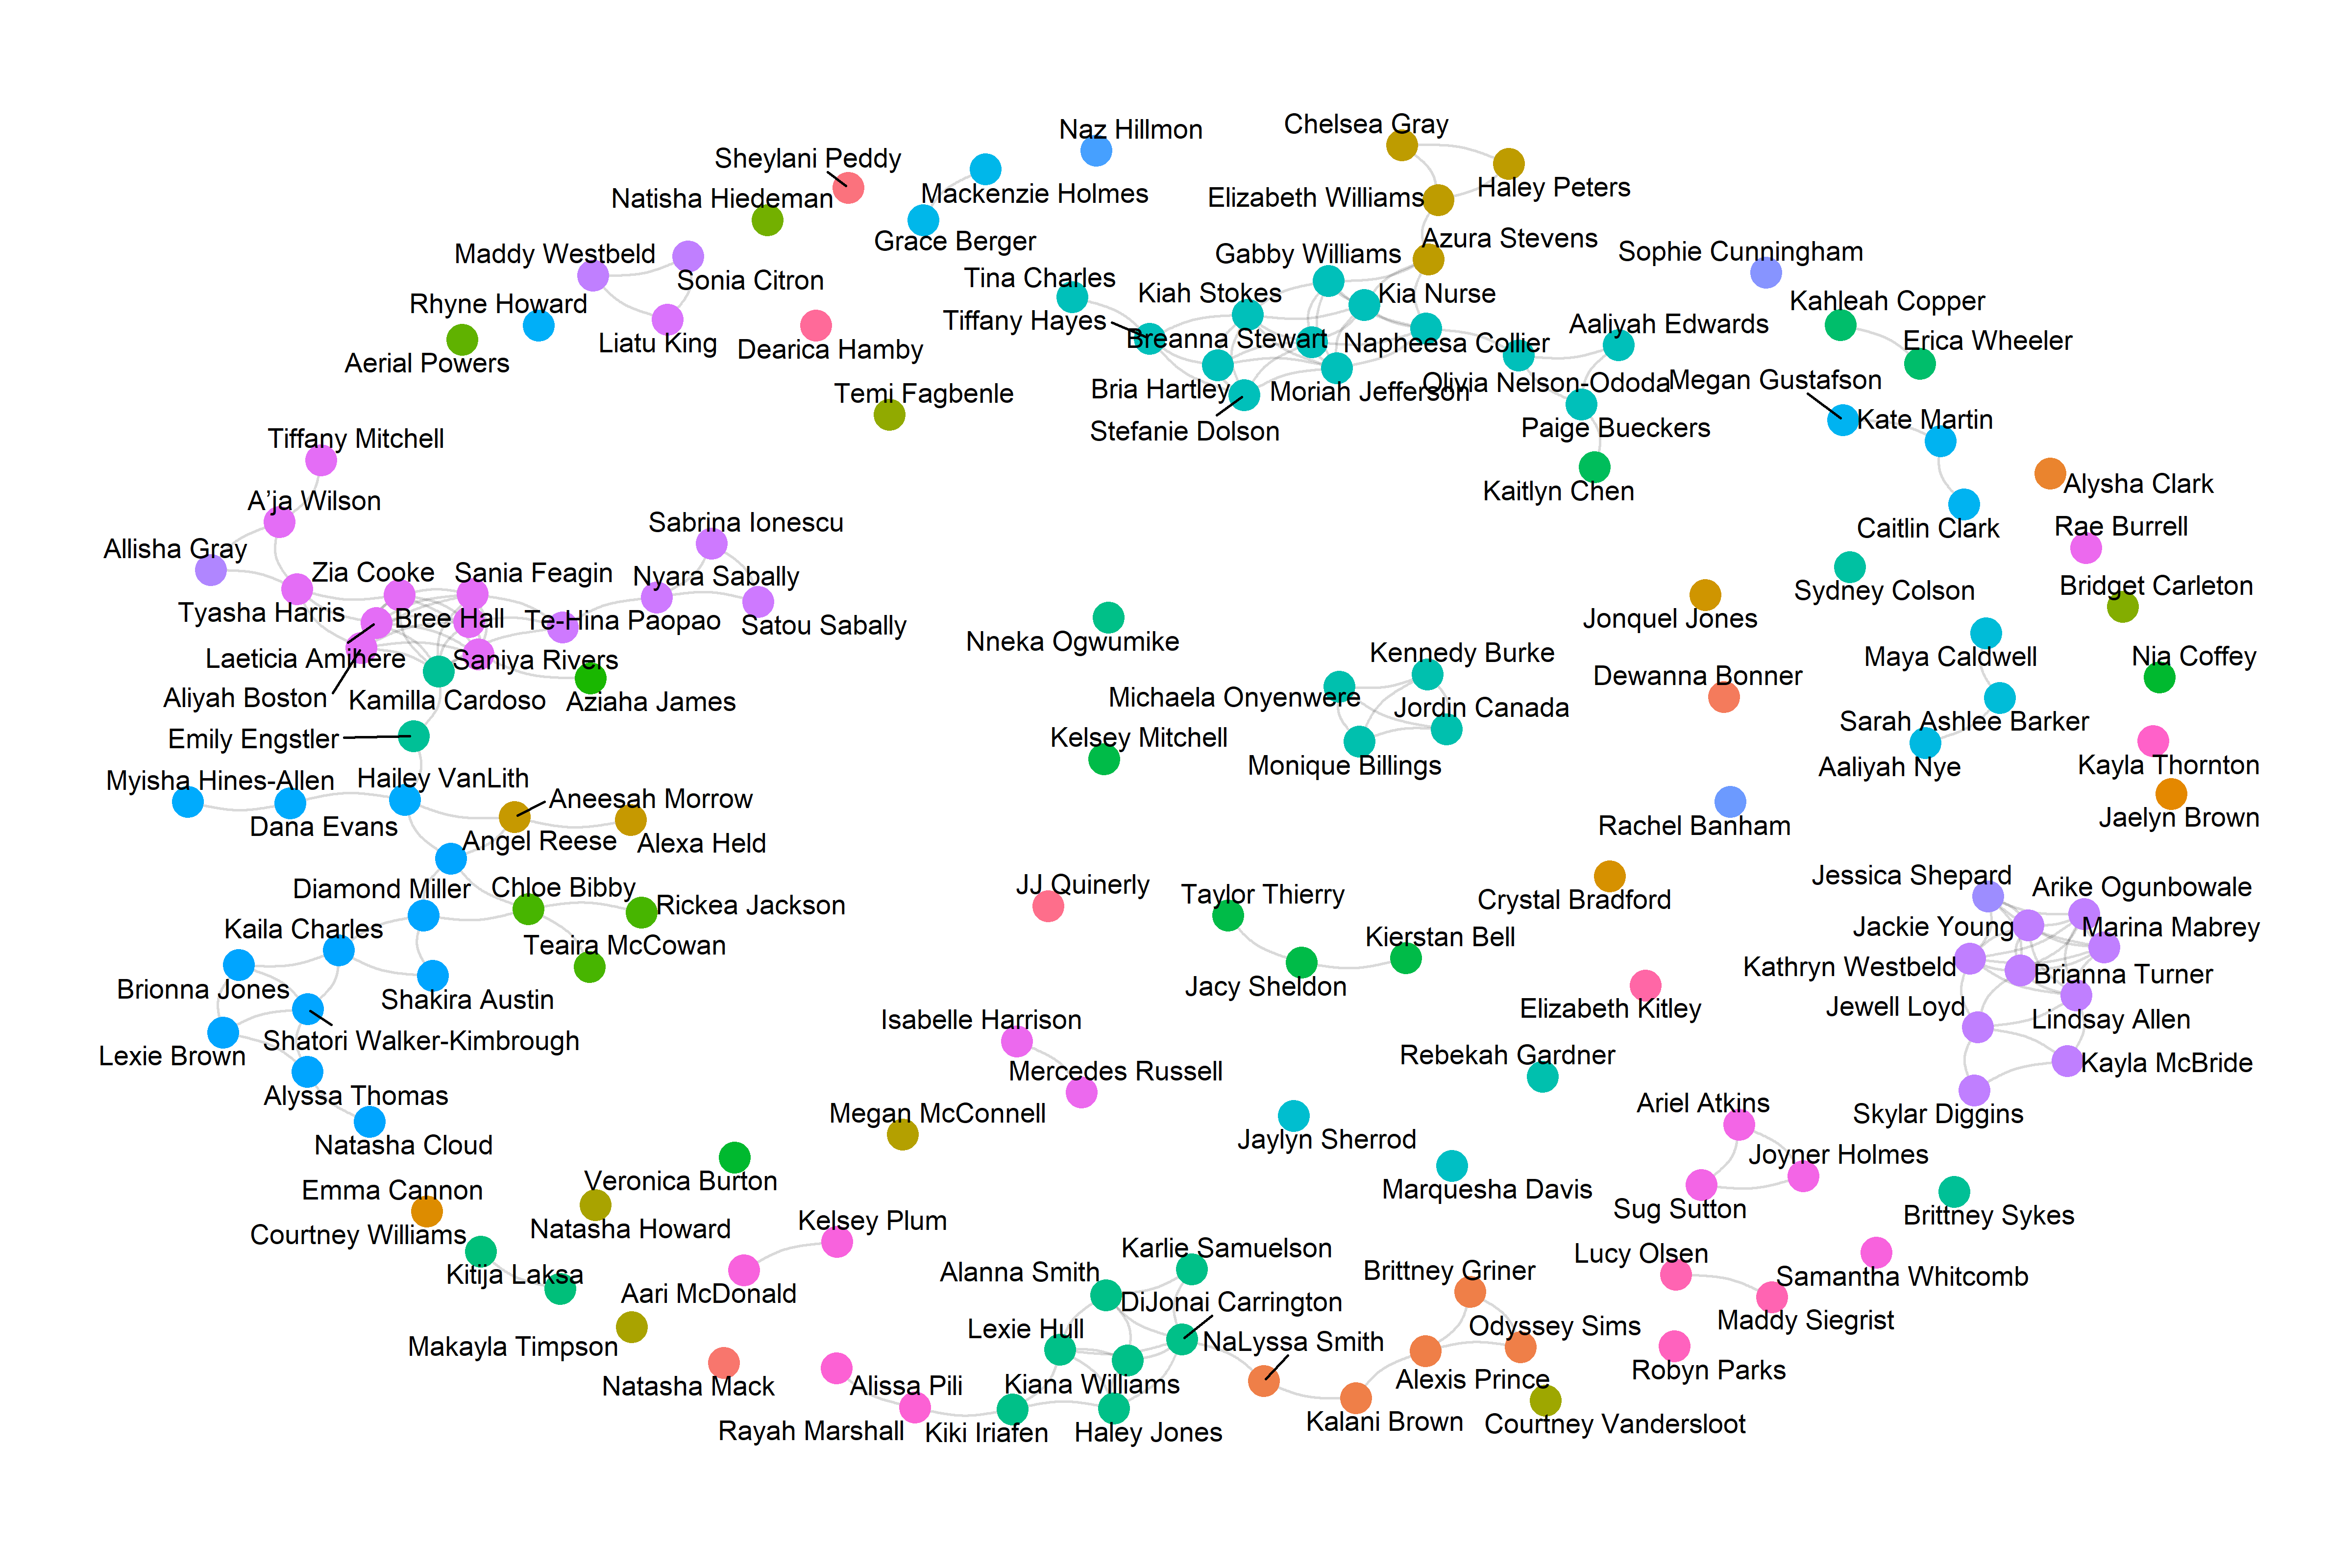 Chelsea Gray
Naz Hillmon
Sheylani Peddy
Haley Peters
Mackenzie Holmes
Elizabeth Williams
Natisha Hiedeman
Azura Stevens
Grace Berger
Sophie Cunningham
Maddy Westbeld
Gabby Williams
Tina Charles
Sonia Citron
Kiah Stokes
Kia Nurse
Kahleah Copper
Rhyne Howard
Tiffany Hayes
Aaliyah Edwards
Breanna Stewart
Napheesa Collier
Erica Wheeler
Liatu King
Dearica Hamby
Aerial Powers
Megan Gustafson
Olivia Nelson-Ododa
Bria Hartley
Moriah Jefferson
Temi Fagbenle
Kate Martin
Paige Bueckers
Stefanie Dolson
Tiffany Mitchell
Alysha Clark
Kaitlyn Chen
A’ja Wilson
Sabrina Ionescu
Caitlin Clark
Rae Burrell
Allisha Gray
Zia Cooke
Sania Feagin
Nyara Sabally
Bridget Carleton
Sydney Colson
Tyasha Harris
Bree Hall
Te-Hina Paopao
Satou Sabally
Jonquel Jones
Nneka Ogwumike
Kennedy Burke
Maya Caldwell
Nia Coffey
Laeticia Amihere
Saniya Rivers
Dewanna Bonner
Aliyah Boston
Kamilla Cardoso
Aziaha James
Michaela Onyenwere
Jordin Canada
Sarah Ashlee Barker
Emily Engstler
Kelsey Mitchell
Monique Billings
Aaliyah Nye
Kayla Thornton
Myisha Hines-Allen
Hailey VanLith
Aneesah Morrow
Jaelyn Brown
Dana Evans
Rachel Banham
Angel Reese
Alexa Held
Jessica Shepard
Arike Ogunbowale
Diamond Miller
Chloe Bibby
JJ Quinerly
Taylor Thierry
Crystal Bradford
Rickea Jackson
Kaila Charles
Jackie Young
Marina Mabrey
Kierstan Bell
Teaira McCowan
Kathryn Westbeld
Brianna Turner
Brionna Jones
Shakira Austin
Jacy Sheldon
Jewell Loyd
Elizabeth Kitley
Isabelle Harrison
Lindsay Allen
Shatori Walker-Kimbrough
Lexie Brown
Rebekah Gardner
Kayla McBride
Mercedes Russell
Alyssa Thomas
Ariel Atkins
Megan McConnell
Skylar Diggins
Jaylyn Sherrod
Natasha Cloud
Joyner Holmes
Veronica Burton
Marquesha Davis
Emma Cannon
Sug Sutton
Brittney Sykes
Kelsey Plum
Natasha Howard
Courtney Williams
Karlie Samuelson
Lucy Olsen
Kitija Laksa
Alanna Smith
Brittney Griner
Samantha Whitcomb
Aari McDonald
DiJonai Carrington
Maddy Siegrist
Lexie Hull
Odyssey Sims
NaLyssa Smith
Makayla Timpson
Robyn Parks
Natasha Mack
Alissa Pili
Kiana Williams
Alexis Prince
Kalani Brown
Courtney Vandersloot
Rayah Marshall
Kiki Iriafen
Haley Jones